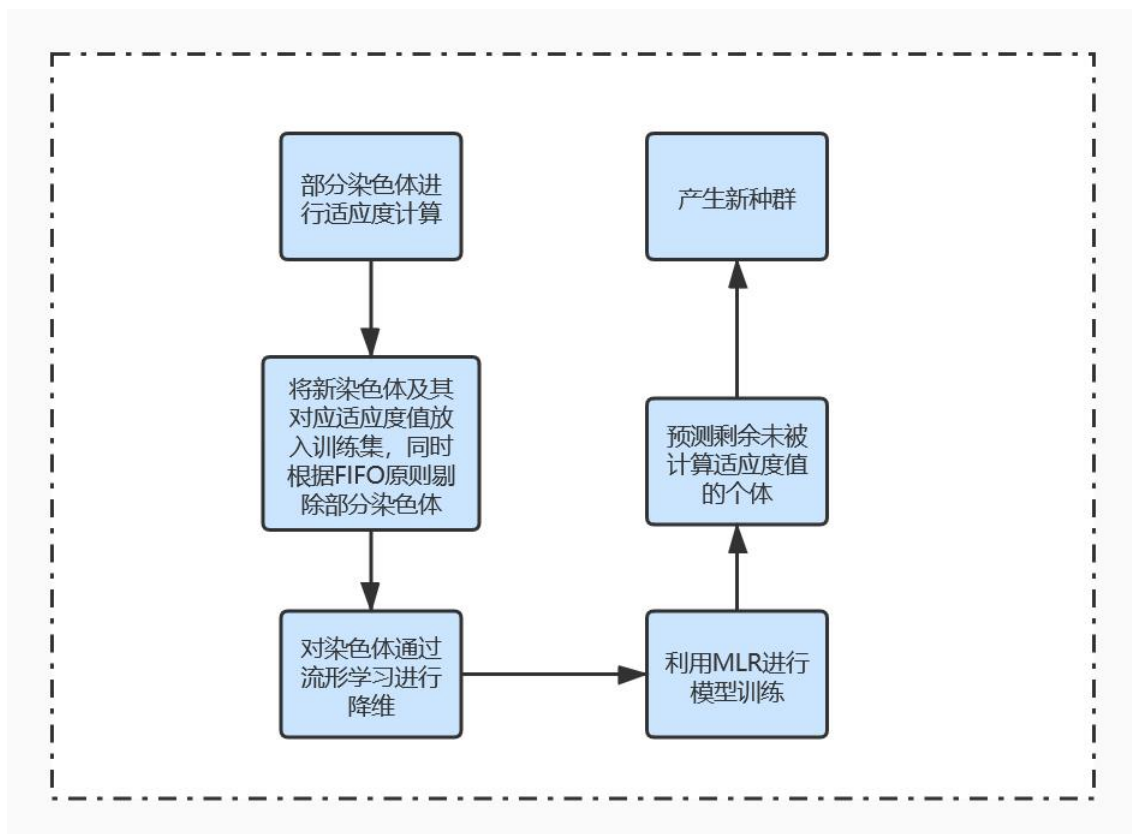 部分染色体进
行适应度计算
将新染色体及其
对应适应度值放
入训练集，同时
根据FIFO原则剔
除部分染色体
对染色体通过
流形学习进行
降维
利用MLR进行
模型训练
预测剩余未被
计算适应度值
的个体
产生新种群